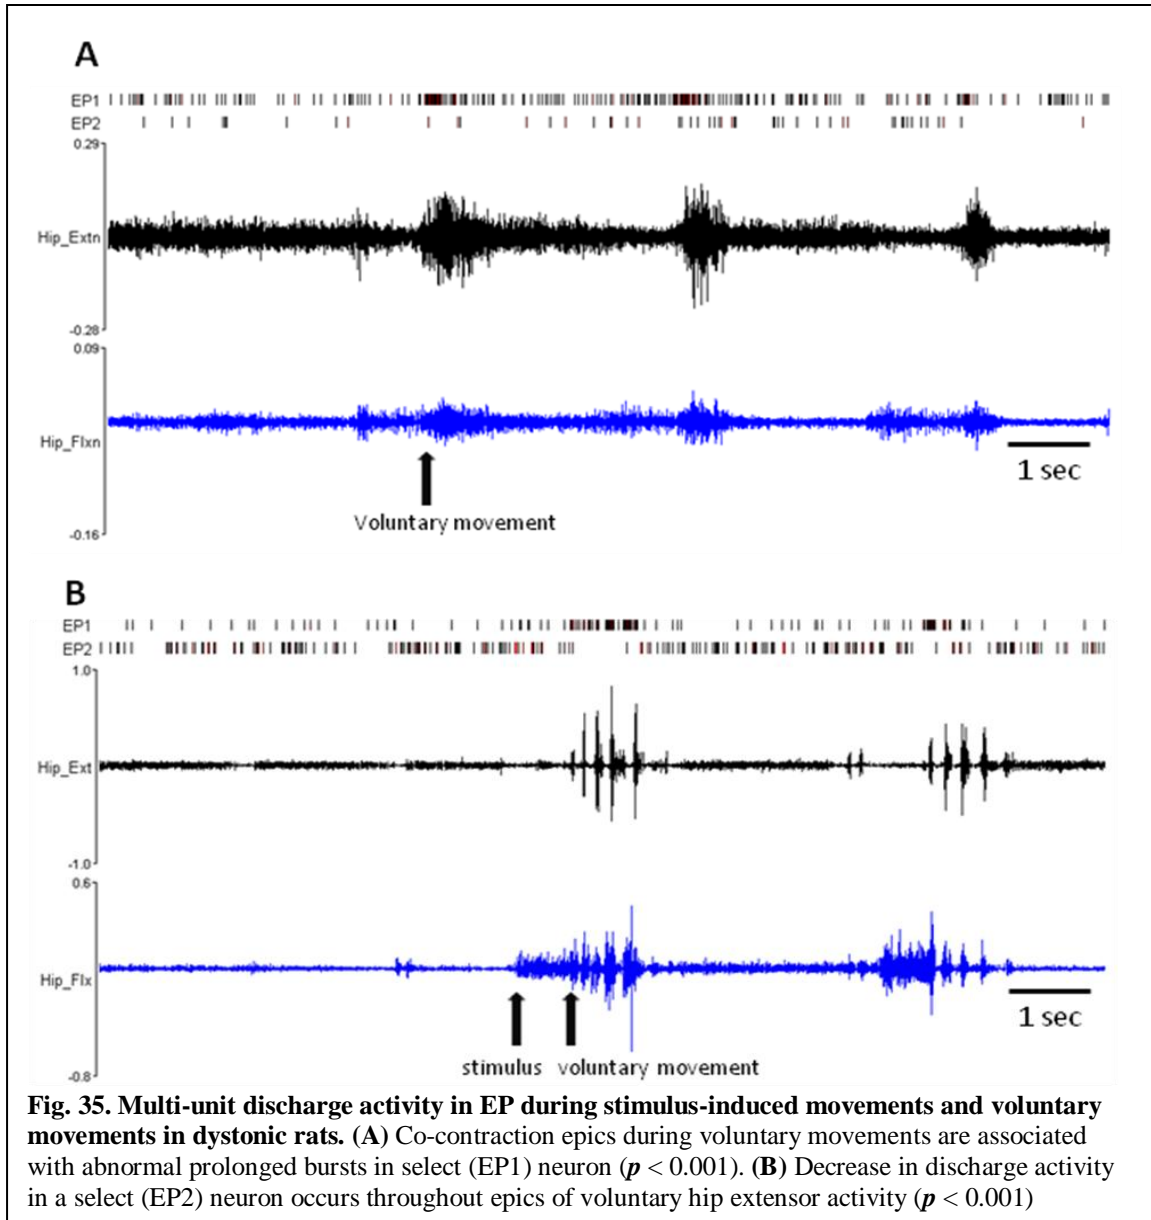 A
EP1
EP2
0.29
Hip_Extn
-0.28
0.09
Hip_Flxn
1 sec
Voluntary movement
-0.16
B
EP1
EP2
1.0
Hip_Ext
-1.0
0.6
Hip_Flx
1 sec
stimulus voluntary movement
-0.8
Fig. 35. Multi-unit discharge activity in EP during stimulus-induced movements and voluntary
movements in dystonic rats. (A) Co-contraction epics during voluntary movements are associated
with abnormal prolonged bursts in select (EP1) neuron (p < 0.001). (B) Decrease in discharge activity
in a select (EP2) neuron occurs throughout epics of voluntary hip extensor activity (p < 0.001)